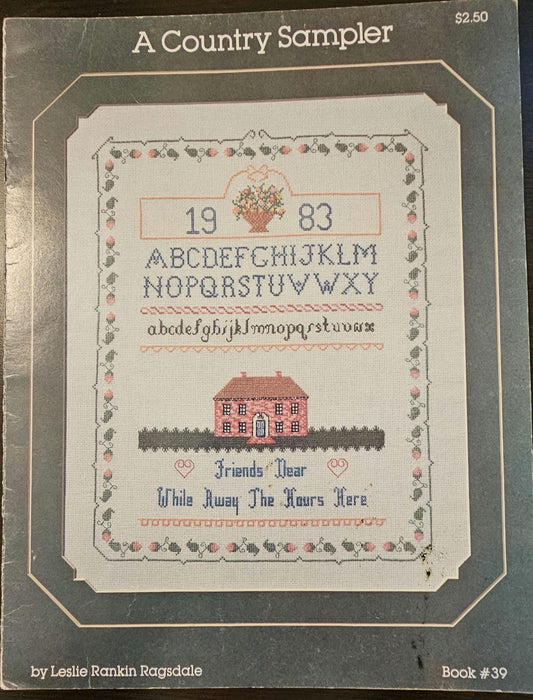 $2.50
A Country Sampler
19 83
ABCDEFGHIJKLM
NOPQRSTUVWXY
abcdefghijklmnopqrstuvwx
Friends Dear
While Away The Hours Here
by Leslie Rankin Ragsdale
Book #39